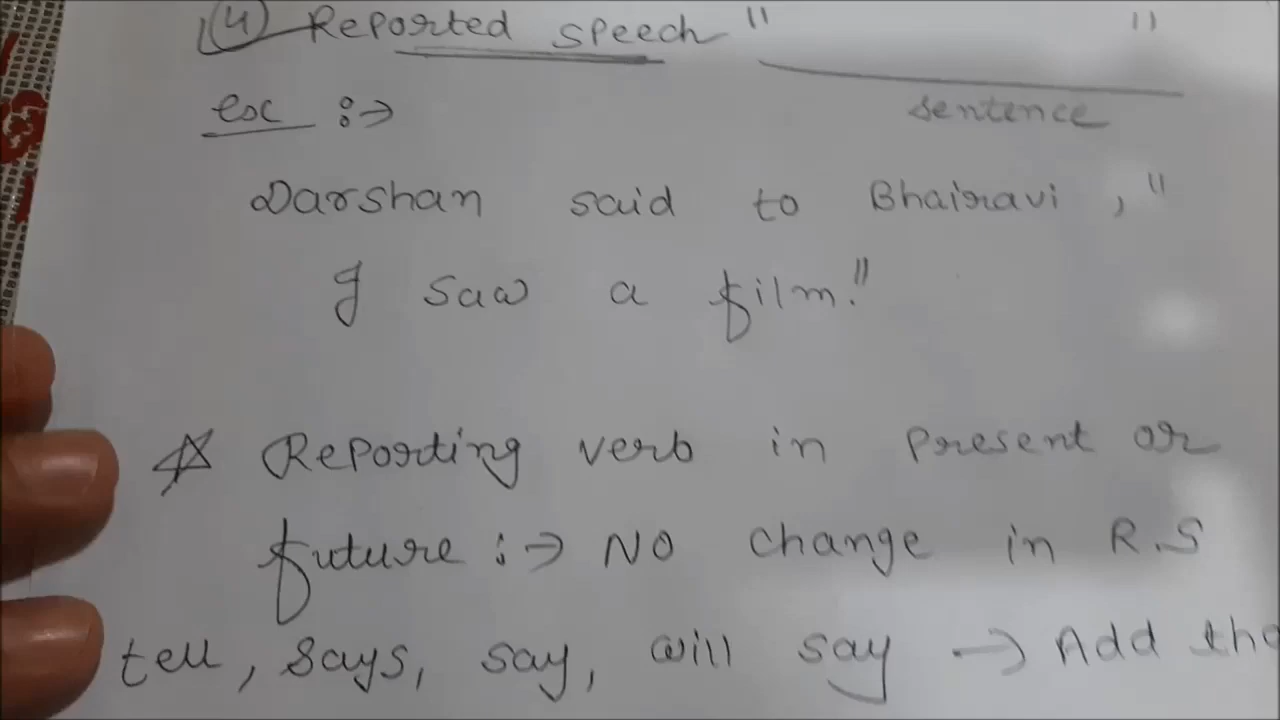 (4) Reported speech " "
sentence
ex :→
Darshan said to Bhairavi , "
I saw a film."
☆ Reporting verb in Present or
future :→ No change in R.S
tell, says, say, will say → Add tha